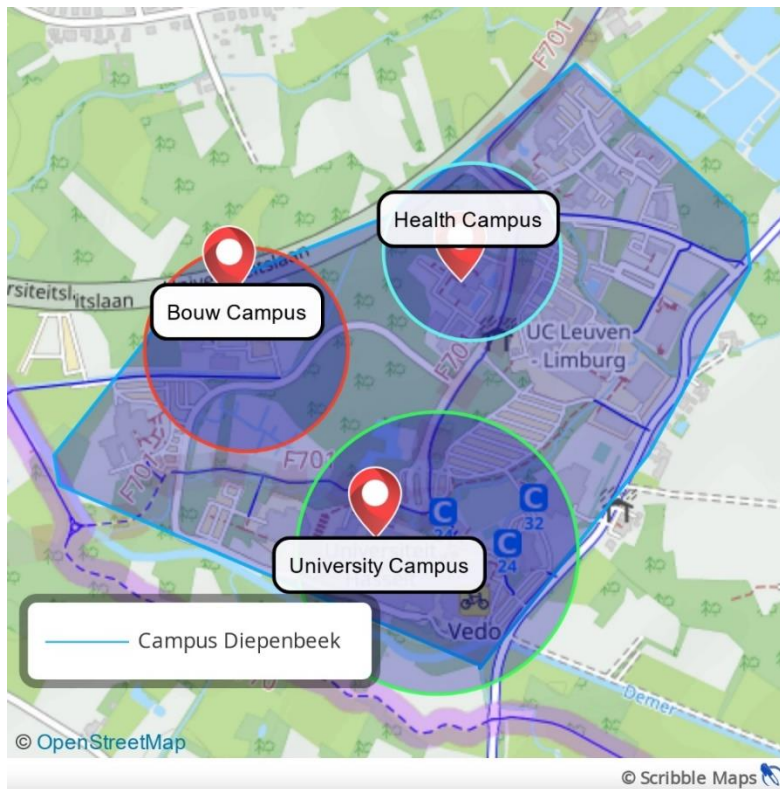 F701
Health Campus
rsiteitsl
itslaan
Bouw Campus
UC Leuven
- Limburg
F70
F701
F701
University Campus
C
24
C
32
C
24
Vedo
Campus Diepenbeek
Demer
© OpenStreetMap
© Scribble Maps